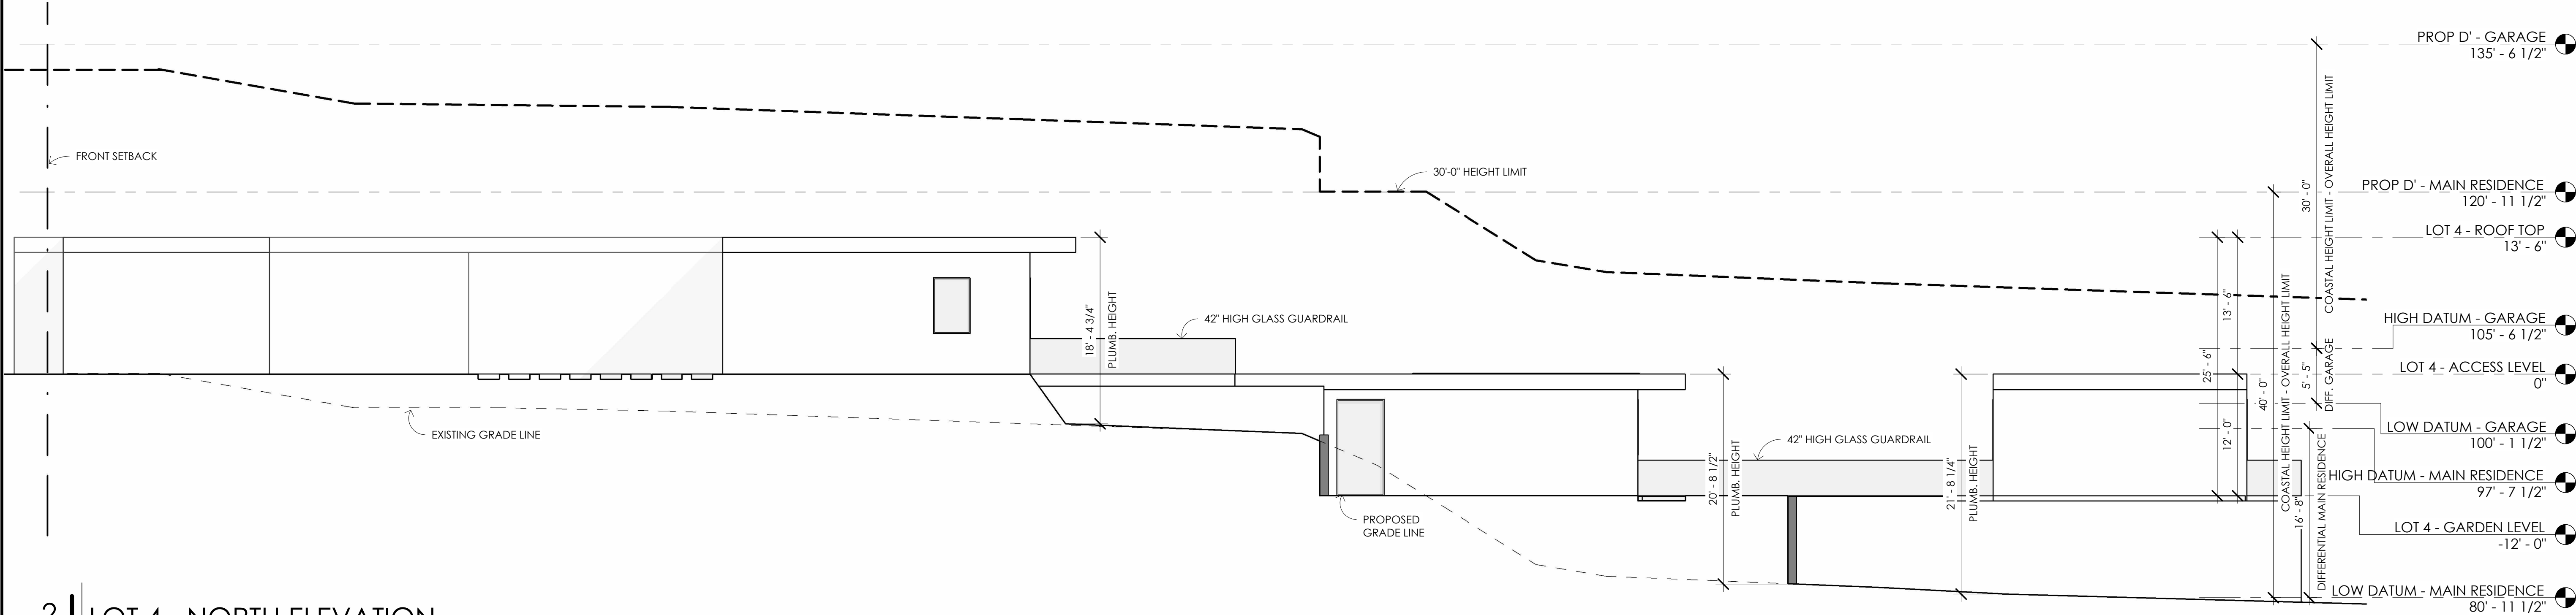 PROP D' - GARAGE
135' - 6 1/2"
FRONT SETBACK
30'-0" HEIGHT LIMIT
PROP D' - MAIN RESIDENCE
120' - 11 1/2"
LOT 4 - ROOF TOP
13' - 6"
18' - 4 3/4"
PLUMB. HEIGHT
42" HIGH GLASS GUARDRAIL
30' - 0"
COASTAL HEIGHT LIMIT - OVERALL HEIGHT LIMIT
13' - 6"
HIGH DATUM - GARAGE
105' - 6 1/2"
25' - 6"
40' - 0"
COASTAL HEIGHT LIMIT - OVERALL HEIGHT LIMIT
5' - 5"
DIFF. GARAGE
LOT 4 - ACCESS LEVEL
0"
EXISTING GRADE LINE
42" HIGH GLASS GUARDRAIL
12' - 0"
LOW DATUM - GARAGE
100' - 1 1/2"
20' - 8 1/2"
PLUMB. HEIGHT
21' - 8 1/4"
PLUMB. HEIGHT
HIGH DATUM - MAIN RESIDENCE
97' - 7 1/2"
16' - 8"
DIFFERENTIAL MAIN RESIDENCE
PROPOSED
GRADE LINE
LOT 4 - GARDEN LEVEL
-12' - 0"
LOW DATUM - MAIN RESIDENCE
80' - 11 1/2"
2 LOT 4 - NORTH ELEVATION